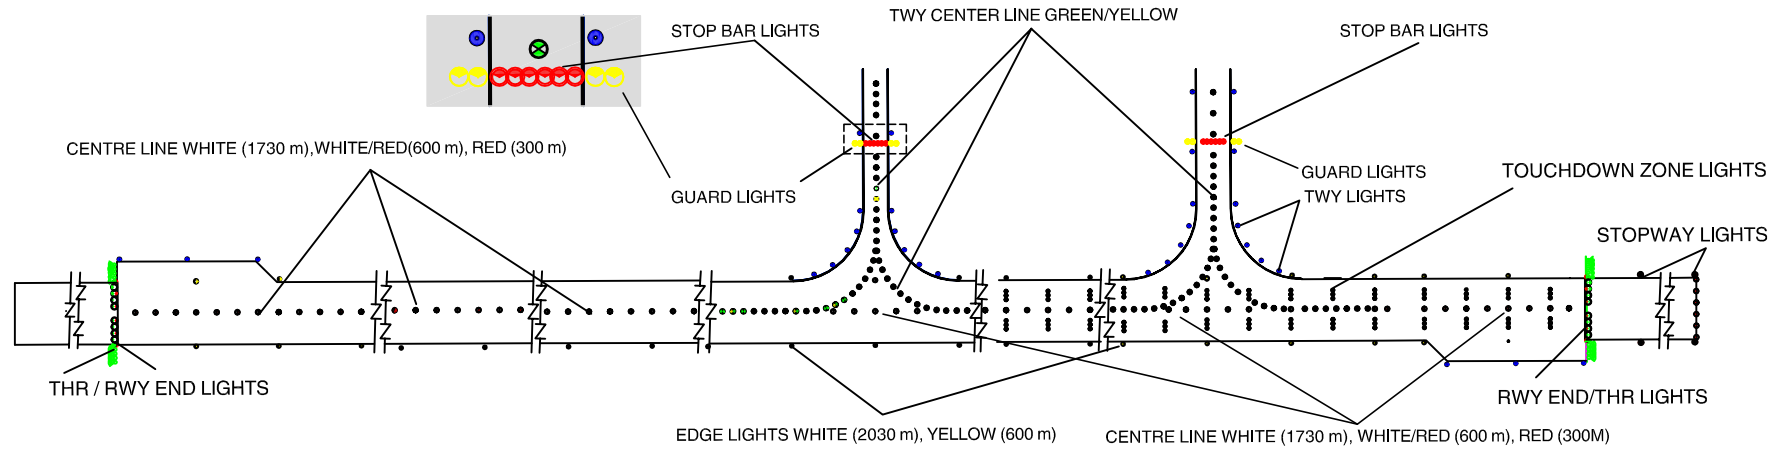 TWY CENTER LINE GREEN/YELLOW
STOP BAR LIGHTS
STOP BAR LIGHTS
CENTRE LINE WHITE (1730 m),WHITE/RED(600 m), RED (300 m)
GUARD LIGHTS
GUARD LIGHTS
TOUCHDOWN ZONE LIGHTS
TWY LIGHTS
STOPWAY LIGHTS
THR / RWY END LIGHTS
RWY END/THR LIGHTS
EDGE LIGHTS WHITE (2030 m), YELLOW (600 m)
CENTRE LINE WHITE (1730 m), WHITE/RED (600 m), RED (300M)